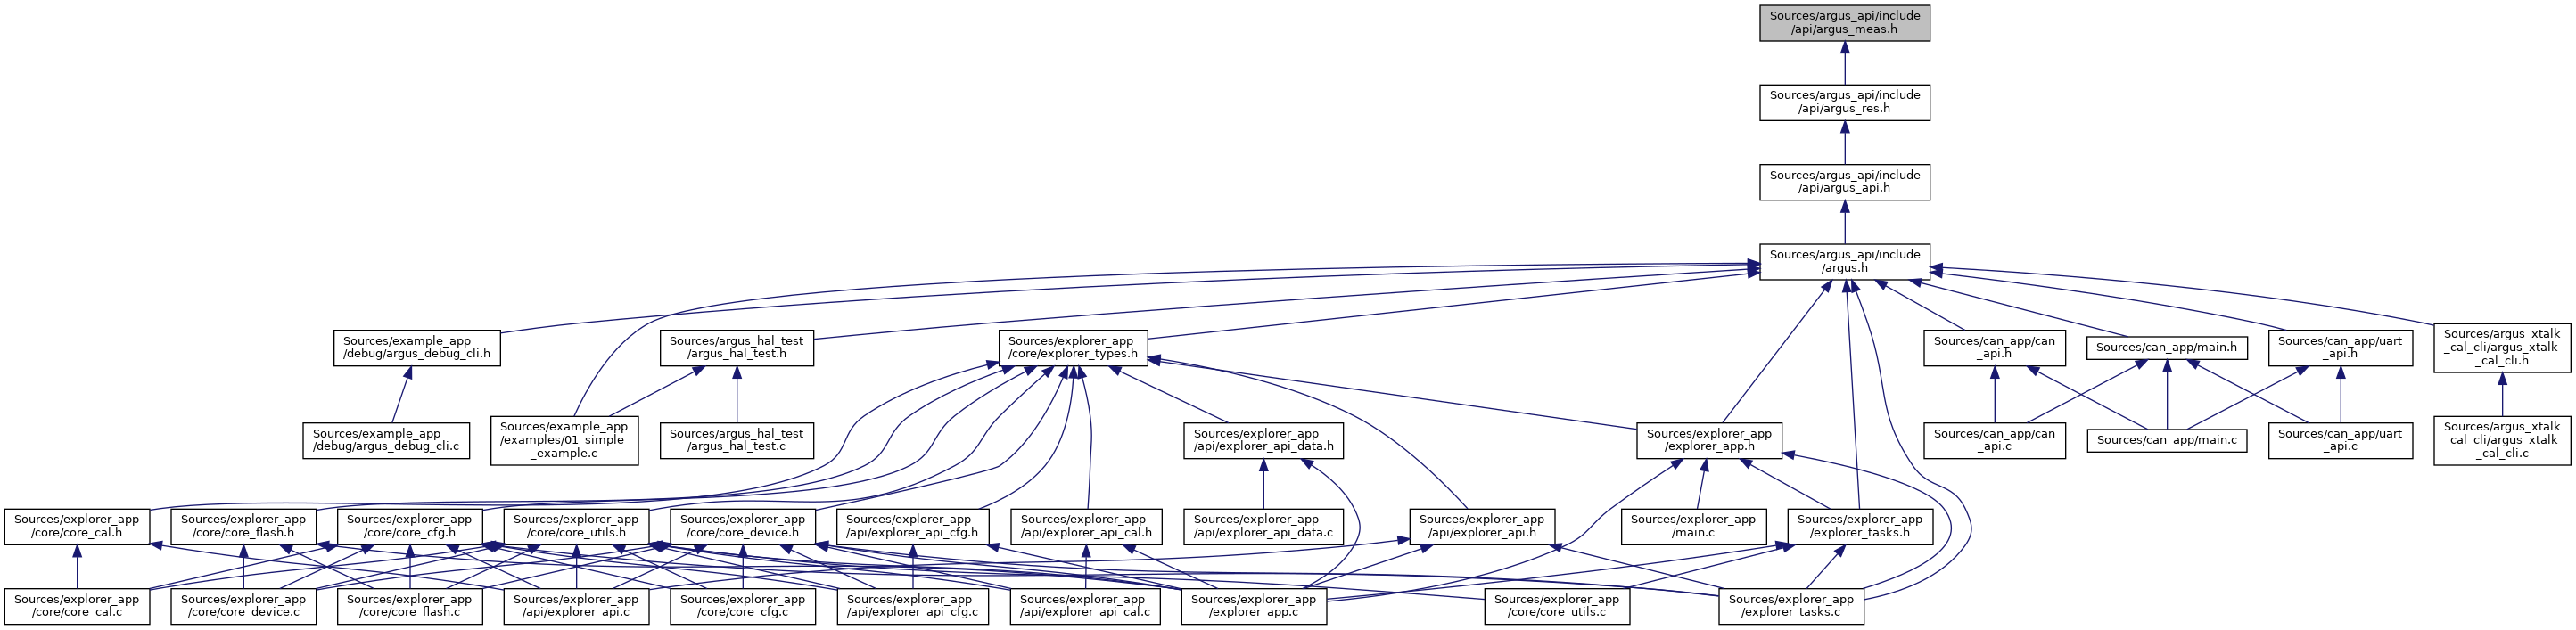 Sources/argus_api/include
/api/argus_meas.h
Sources/argus_api/include
/api/argus_res.h
Sources/argus_api/include
/api/argus_api.h
Sources/argus_api/include
/argus.h
Sources/example_app
/debug/argus_debug_cli.h
Sources/argus_hal_test
/argus_hal_test.h
Sources/explorer_app
/core/explorer_types.h
Sources/can_app/can
_api.h
Sources/can_app/main.h
Sources/can_app/uart
_api.h
Sources/argus_xtalk
_cal_cli/argus_xtalk
_cal_cli.h
Sources/example_app
/debug/argus_debug_cli.c
Sources/example_app
/examples/01_simple
_example.c
Sources/argus_hal_test
/argus_hal_test.c
Sources/explorer_app
/api/explorer_api_data.h
Sources/explorer_app
/explorer_app.h
Sources/can_app/can
_api.c
Sources/can_app/main.c
Sources/can_app/uart
_api.c
Sources/argus_xtalk
_cal_cli/argus_xtalk
_cal_cli.c
Sources/explorer_app
/core/core_cal.h
Sources/explorer_app
/core/core_flash.h
Sources/explorer_app
/core/core_cfg.h
Sources/explorer_app
/core/core_utils.h
Sources/explorer_app
/core/core_device.h
Sources/explorer_app
/api/explorer_api_cfg.h
Sources/explorer_app
/api/explorer_api_cal.h
Sources/explorer_app
/api/explorer_api_data.c
Sources/explorer_app
/api/explorer_api.h
Sources/explorer_app
/main.c
Sources/explorer_app
/explorer_tasks.h
Sources/explorer_app
/core/core_cal.c
Sources/explorer_app
/core/core_device.c
Sources/explorer_app
/core/core_flash.c
Sources/explorer_app
/api/explorer_api.c
Sources/explorer_app
/core/core_cfg.c
Sources/explorer_app
/api/explorer_api_cfg.c
Sources/explorer_app
/api/explorer_api_cal.c
Sources/explorer_app
/explorer_app.c
Sources/explorer_app
/core/core_utils.c
Sources/explorer_app
/explorer_tasks.c